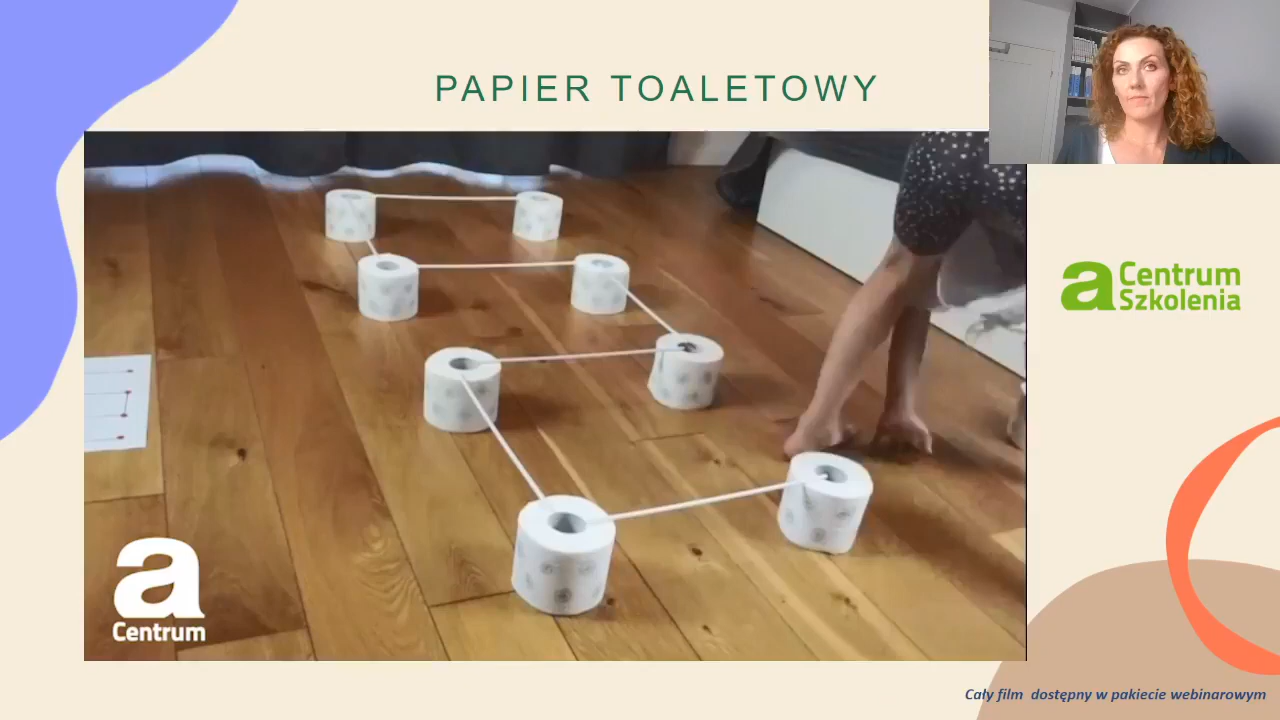 PAPIER TOALETOWY
a Centrum
Szkolenia
a
Centrum
Cały film dostępny w pakiecie webinarowym